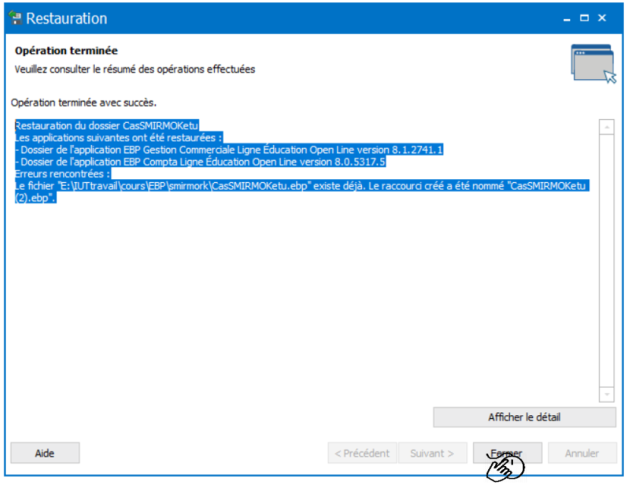 Restauration
Opération terminée
Veuillez consulter le résumé des opérations effectuées
Opération terminée avec succès.
Restauration du dossier CasSMIRMOKetu
Les applications suivantes ont été restaurées :
- Dossier de l'application EBP Gestion Commerciale Ligne Éducation Open Line version 8.1.2741.1
- Dossier de l'application EBP Compta Ligne Éducation Open Line version 8.0.5317.5
Erreurs rencontrées :
Le fichier "E:\IUTtravail\cours\EBP\smirmork\CasSMIRMOKetu.ebp" existe déjà. Le raccourci créé a été nommé "CasSMIRMOKetu
(2).ebp".
Afficher le détail
Aide
< Précédent
Suivant >
Fermer
Annuler